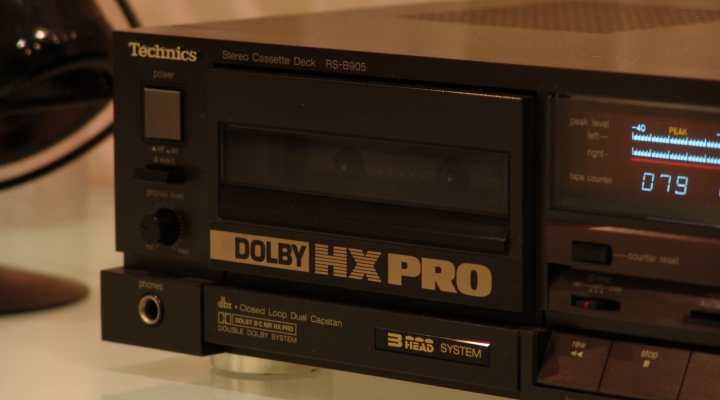 Technics
Stereo Cassette Deck RS-B905
power
eject
phones level
phones
DOLBY HX PRO
dbx • Closed Loop Dual Capstan
DOLBY B-C NR HX PRO
DOUBLE DOLBY SYSTEM
3 HEAD SYSTEM
peak level
left
right
-40 PEAK
tape counter
079
counter reset
rew
stop